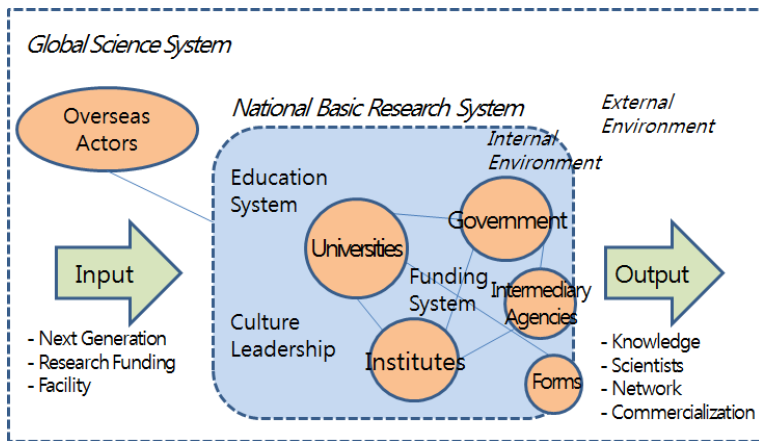 Global Science System
Overseas
Actors
National Basic Research System
External
Environment
Internal
Environment
Education
System
Universities
Government
Funding
System
Intermediary
Agencies
Culture
Leadership
Institutes
Forms
Input
- Next Generation
- Research Funding
- Facility
Output
- Knowledge
- Scientists
- Network
- Commercialization